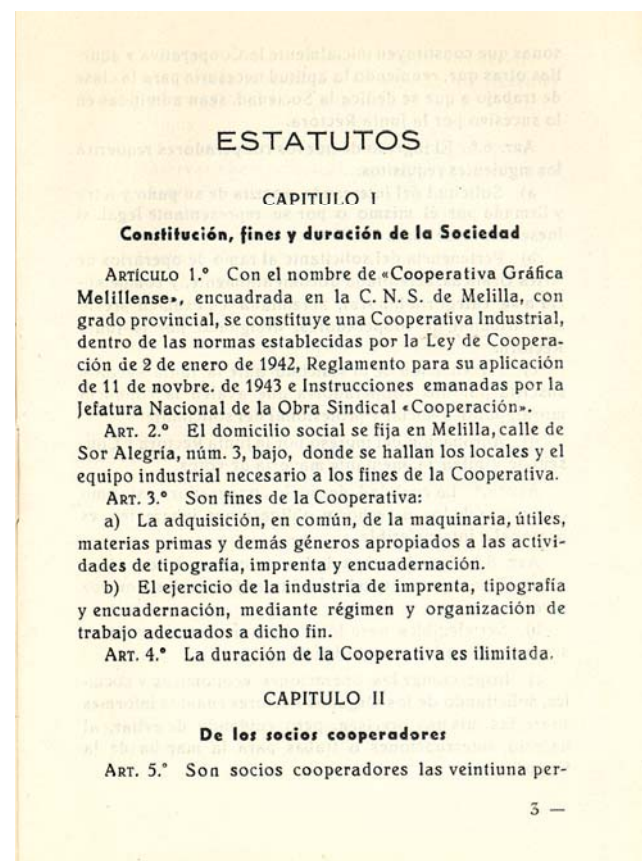 ESTATUTOS
CAPITULO I
Constitución, fines y duración de la Sociedad
ARTÍCULO 1.º Con el nombre de «Cooperativa Gráfica
Melillense», encuadrada en la C. N. S. de Melilla, con
grado provincial, se constituye una Cooperativa Industrial,
dentro de las normas establecidas por la Ley de Coopera-
ción de 2 de enero de 1942, Reglamento para su aplicación
de 11 de novbre. de 1943 e Instrucciones emanadas por la
Jefatura Nacional de la Obra Sindical «Cooperación».
ART. 2.º El domicilio social se fija en Melilla, calle de
Sor Alegría, núm. 3, bajo, donde se hallan los locales y el
equipo industrial necesario a los fines de la Cooperativa.
ART. 3.º Son fines de la Cooperativa:
a) La adquisición, en común, de la maquinaria, útiles,
materias primas y demás géneros apropiados a las activi-
dades de tipografía, imprenta y encuadernación.
b) El ejercicio de la industria de imprenta, tipografía
y encuadernación, mediante régimen y organización de
trabajo adecuados a dicho fin.
ART. 4.º La duración de la Cooperativa es ilimitada.
CAPITULO II
De los socios cooperadores
ART. 5.º Son socios cooperadores las veintiuna per-
3 —